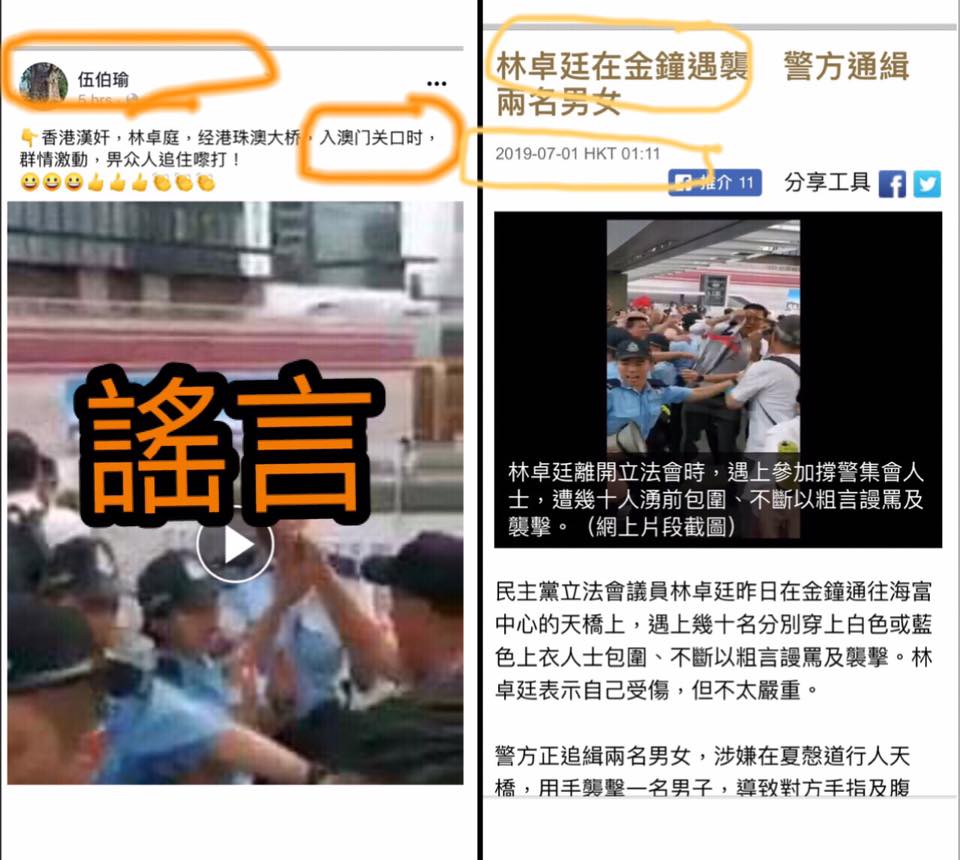 伍伯瑜
5 hrs
👇香港漢奸，林卓庭，经港珠澳大桥，入澳门关口时，
群情激動，畀众人追住嚟打！
😀😀😀👍👍👍👏👏👏
謠言
林卓廷在金鐘遇襲　警方通緝
兩名男女
2019-07-01 HKT 01:11
推介 11
分享工具
林卓廷離開立法會時，遇上參加撐警集會人
士，遭幾十人湧前包圍、不斷以粗言謾罵及
襲擊。（網上片段截圖）
民主黨立法會議員林卓廷昨日在金鐘通往海富
中心的天橋上，遇上幾十名分別穿上白色或藍
色上衣人士包圍、不斷以粗言謾罵及襲擊。林
卓廷表示自己受傷，但不太嚴重。
警方正追緝兩名男女，涉嫌在夏慤道行人天
橋，用手襲擊一名男子，導致對方手指及腹